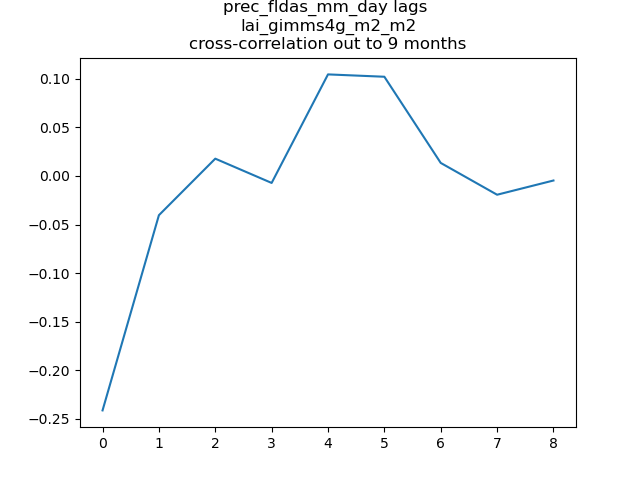 prec_fldas_mm_day lags
lai_gimms4g_m2_m2
cross-correlation out to 9 months
0.10
0.05
0.00
−0.05
−0.10
−0.15
−0.20
−0.25
0 1 2 3 4 5 6 7 8